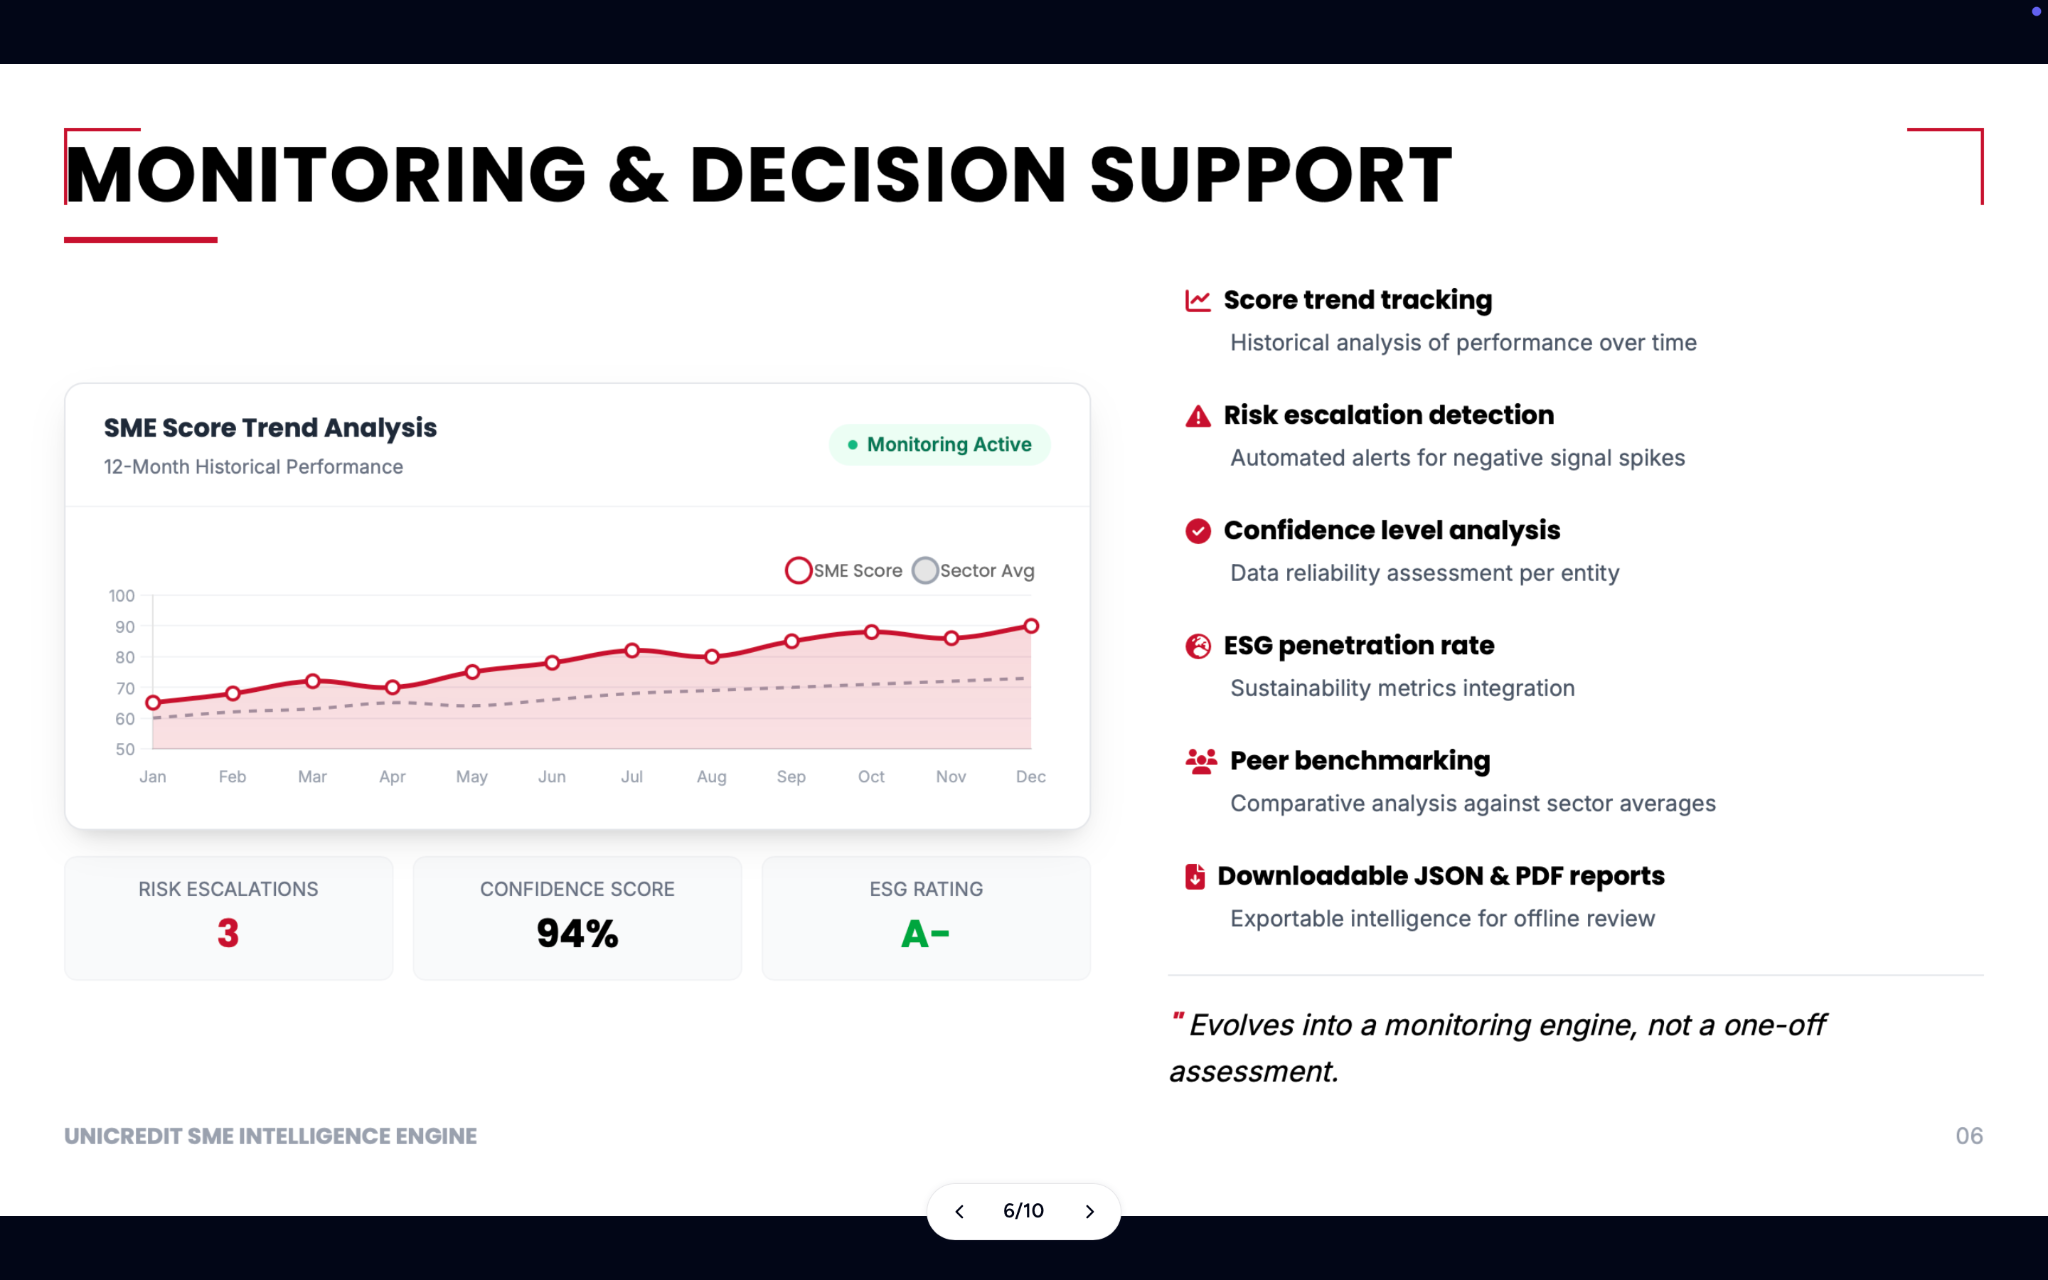 MONITORING & DECISION SUPPORT
SME Score Trend Analysis
12-Month Historical Performance
Monitoring Active
SME Score
Sector Avg
100
90
80
70
60
50
Jan Feb Mar Apr May Jun Jul Aug Sep Oct Nov Dec
RISK ESCALATIONS
3
CONFIDENCE SCORE
94%
ESG RATING
A-
Score trend tracking
Historical analysis of performance over time
Risk escalation detection
Automated alerts for negative signal spikes
Confidence level analysis
Data reliability assessment per entity
ESG penetration rate
Sustainability metrics integration
Peer benchmarking
Comparative analysis against sector averages
Downloadable JSON & PDF reports
Exportable intelligence for offline review
" Evolves into a monitoring engine, not a one-off
assessment.
UNICREDIT SME INTELLIGENCE ENGINE
06
6/10